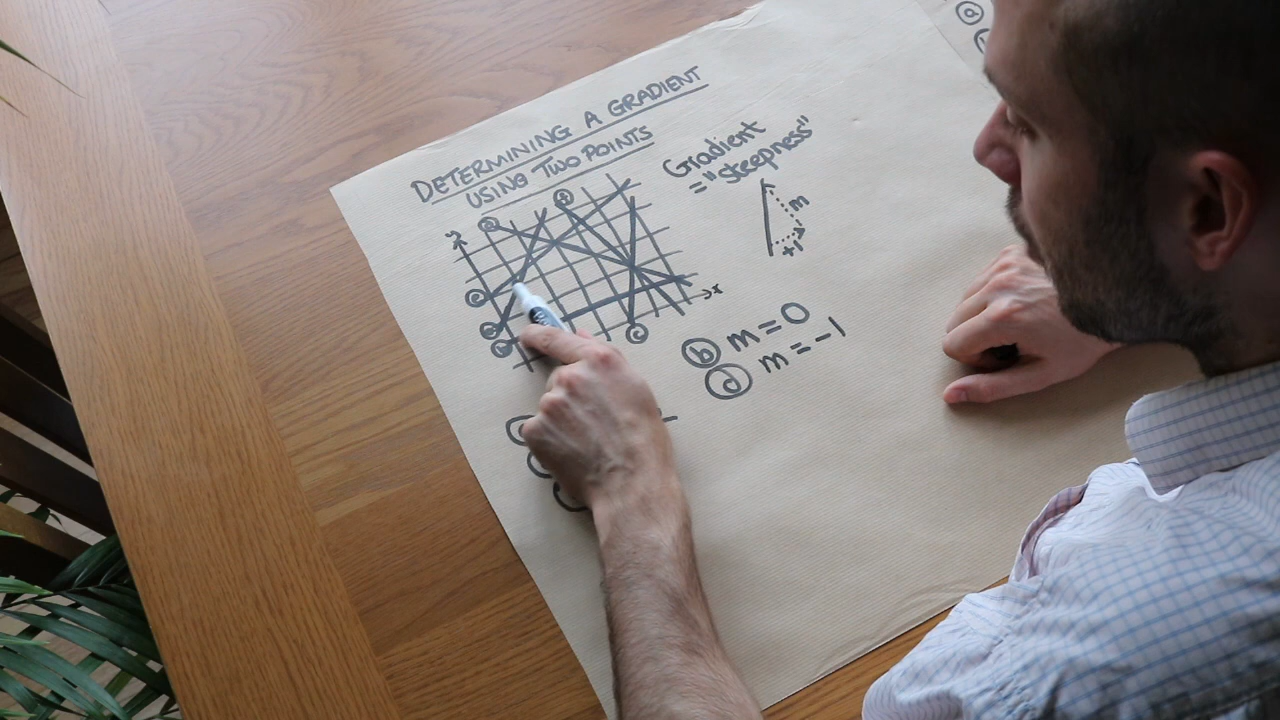 DETERMINING A GRADIENT
USING TWO POINTS
Gradient
= "steepness"
m
+1
y
x
b m = 0
d m = -1
a